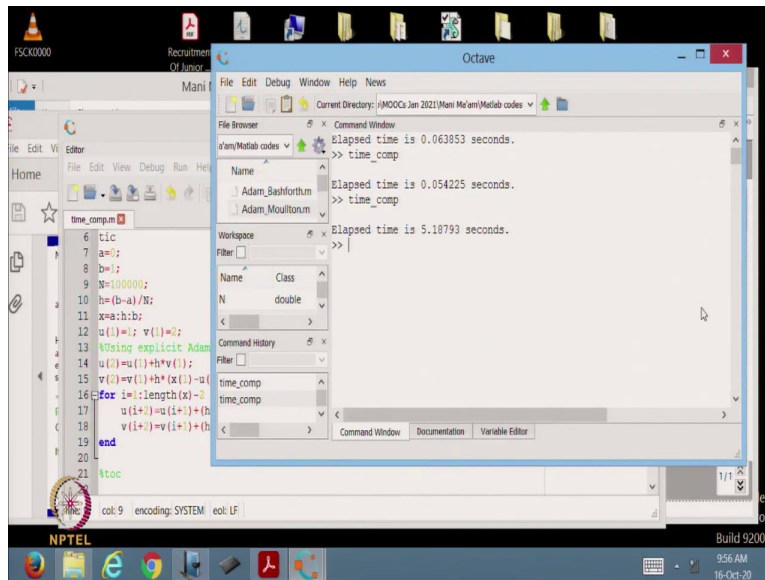 FSCK0000
Recruitment
Of Junior ...
Mani
Octave
File Edit Debug Window Help News
Current Directory: :\MOOCs Jan 2021\Mani Ma'am\Matlab codes
File Browser
Command Window
a'am/Matlab codes
Name
Adam_Bashforth.m
Adam_Moulton.m
Workspace
Filter
Name Class
N double
Command History
Filter
time_comp
time_comp
Elapsed time is 0.063853 seconds.
>> time_comp
Elapsed time is 0.054225 seconds.
>> time_comp
Elapsed time is 5.18793 seconds.
>>
Command Window Documentation Variable Editor
File Edit Vi
Home
Editor
File Edit View Debug Run Help
time_comp.m
6 tic
7 a=0;
8 b=1;
9 N=100000;
10 h=(b-a)/N;
11 x=a:h:b;
12 u(1)=1; v(1)=2;
13 %Using explicit Adam
14 u(2)=u(1)+h*v(1);
15 v(2)=v(1)+h*(x(1)-u(
16 for i=1:length(x)-2
17 u(i+2)=u(i+1)+(h
18 v(i+2)=v(i+1)+(h
19 end
20
21 %toc
line: col: 9 encoding: SYSTEM eol: LF
1/1
NPTEL
Build 9200
9:56 AM
16-Oct-20